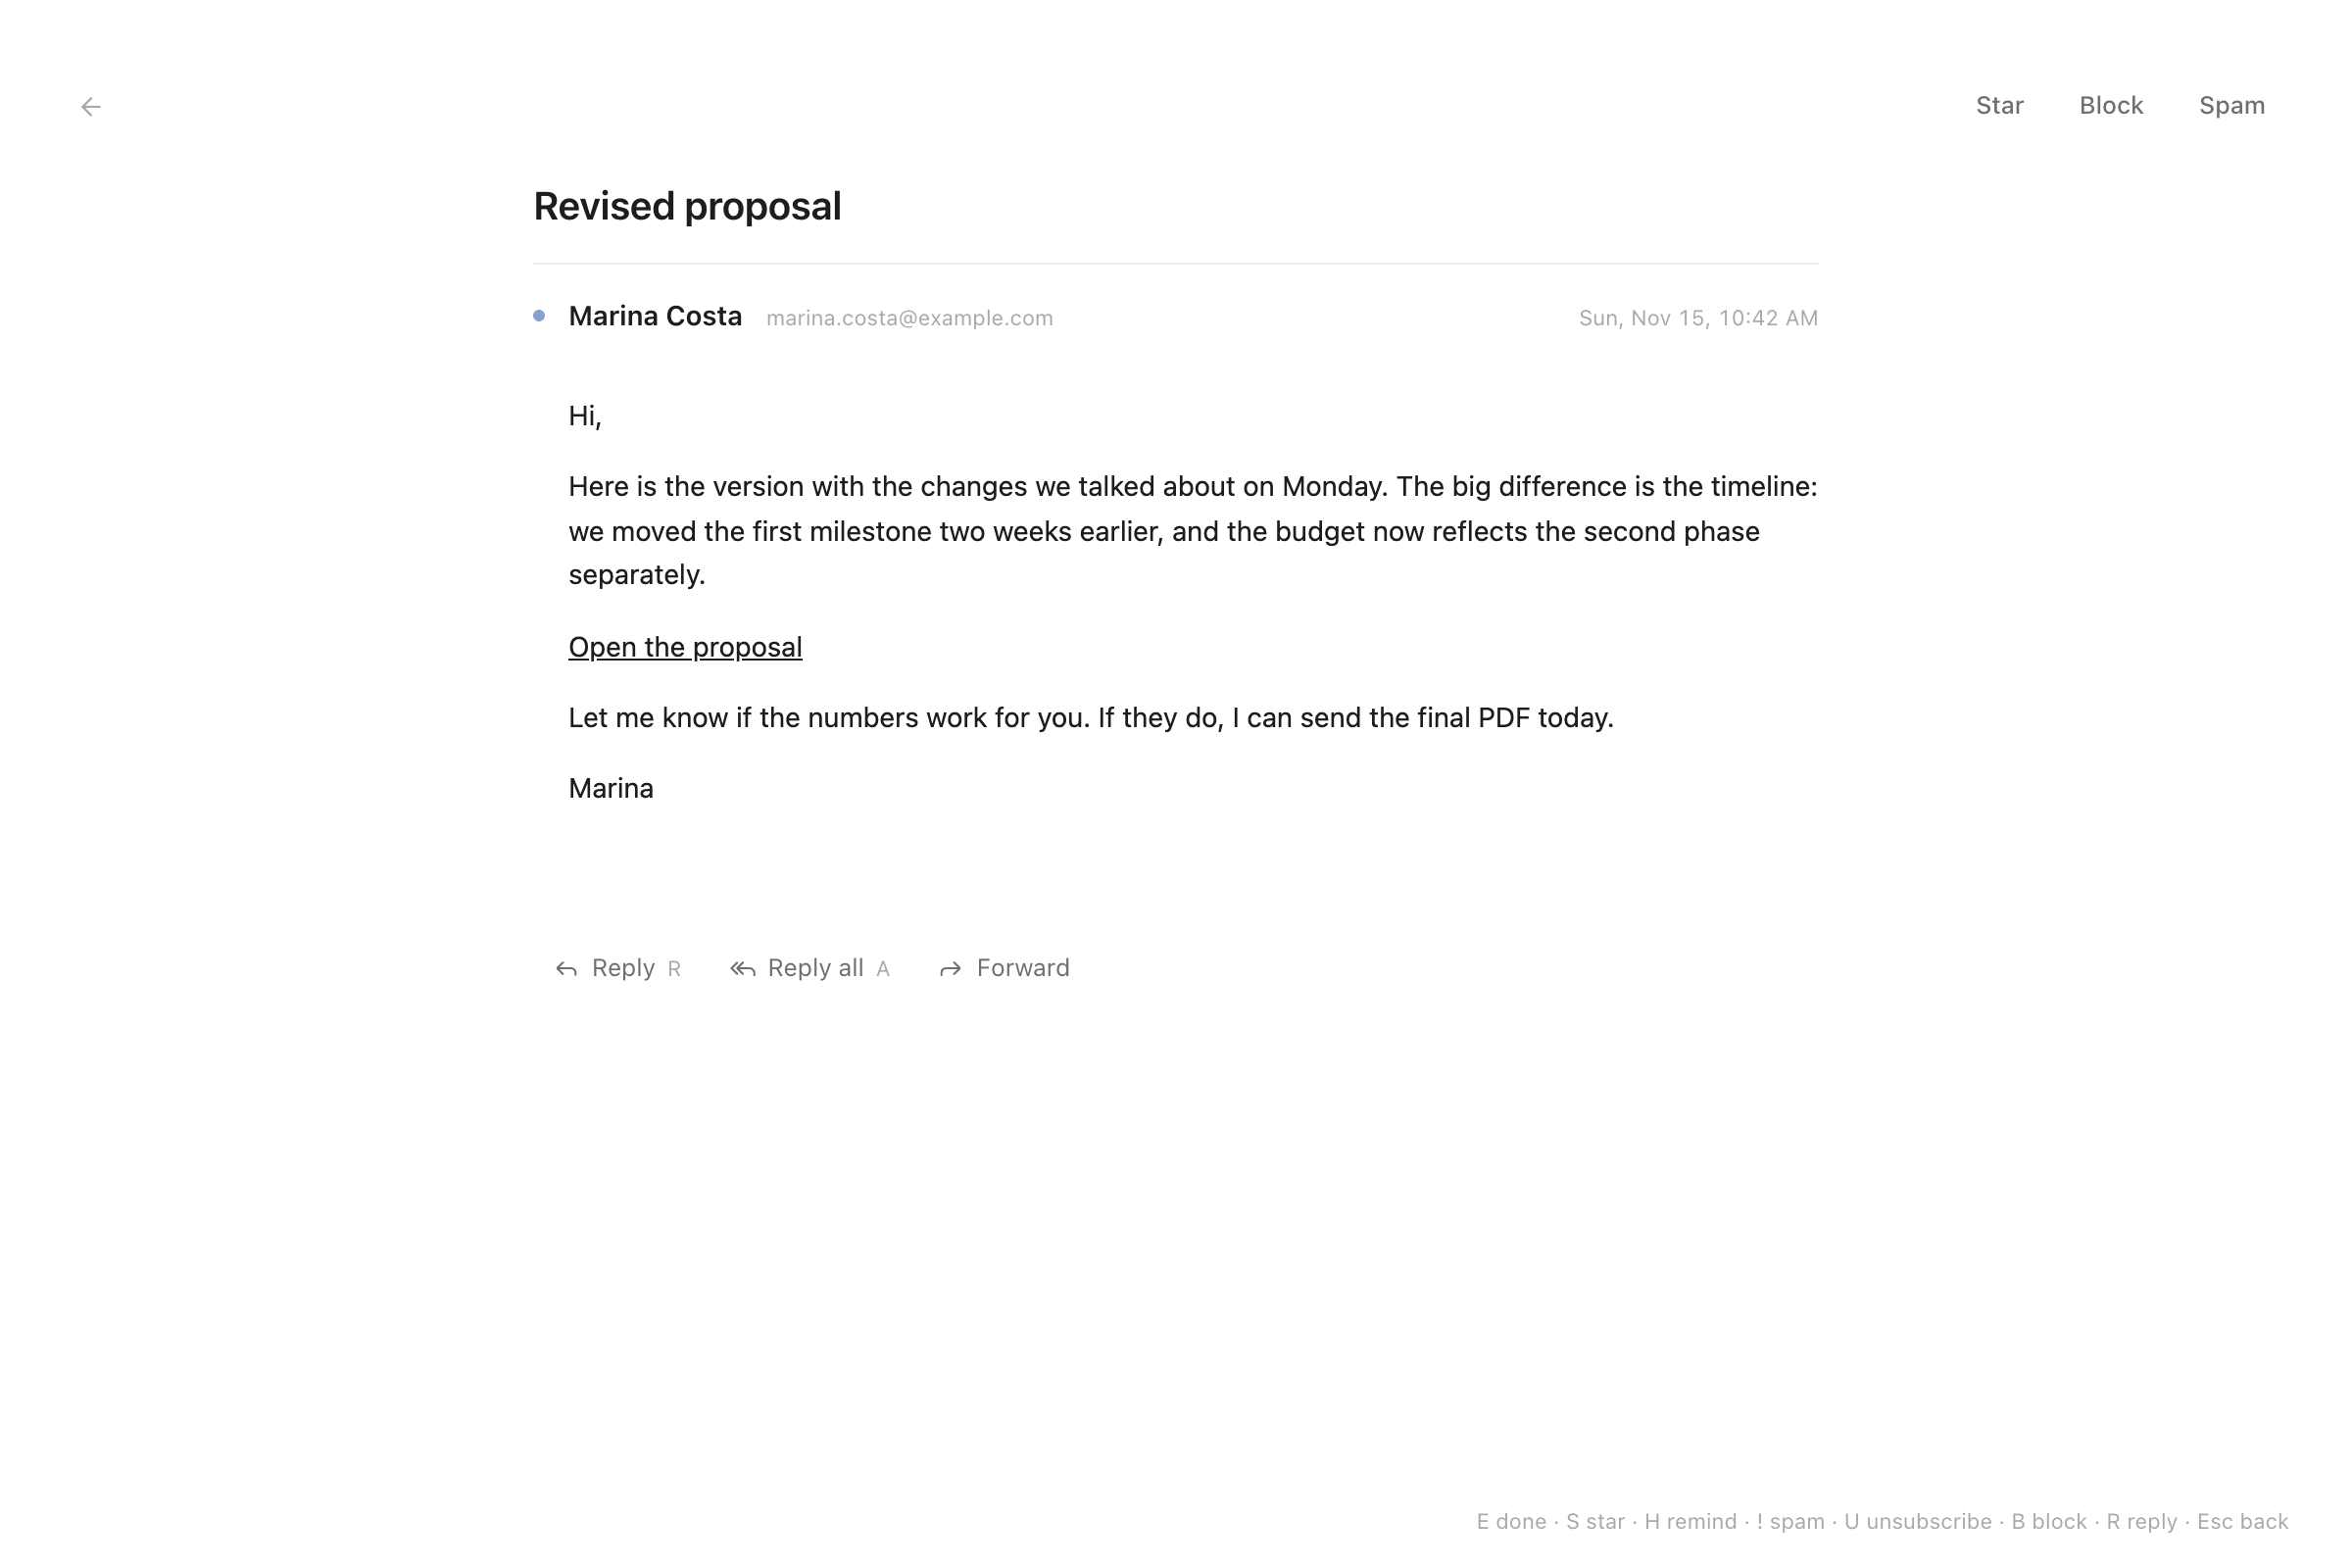 Star Block Spam
Revised proposal
Marina Costa marina.costa@example.com Sun, Nov 15, 10:42 AM
Hi,
Here is the version with the changes we talked about on Monday. The big difference is the timeline:
we moved the first milestone two weeks earlier, and the budget now reflects the second phase
separately.
Open the proposal
Let me know if the numbers work for you. If they do, I can send the final PDF today.
Marina
Reply R Reply all A Forward
E done · S star · H remind · ! spam · U unsubscribe · B block · R reply · Esc back